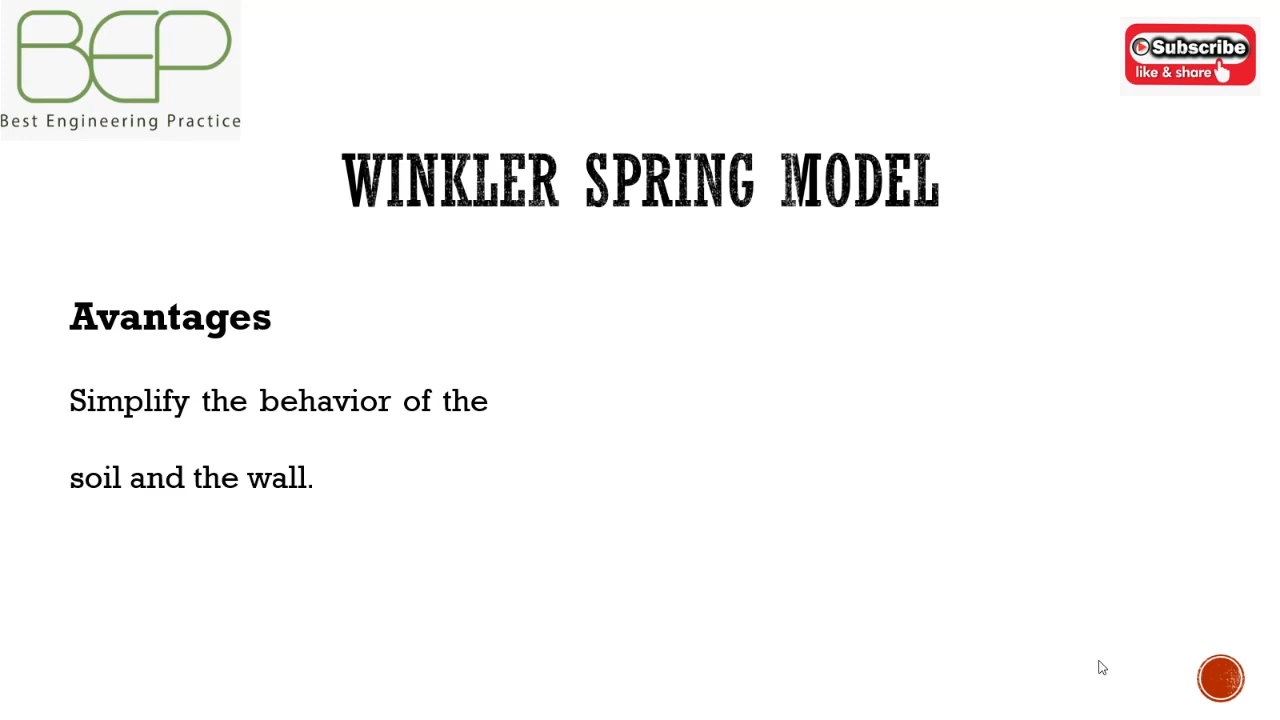 BEP
Best Engineering Practice
Subscribe
like & share
WINKLER SPRING MODEL
Avantages
Simplify the behavior of the
soil and the wall.